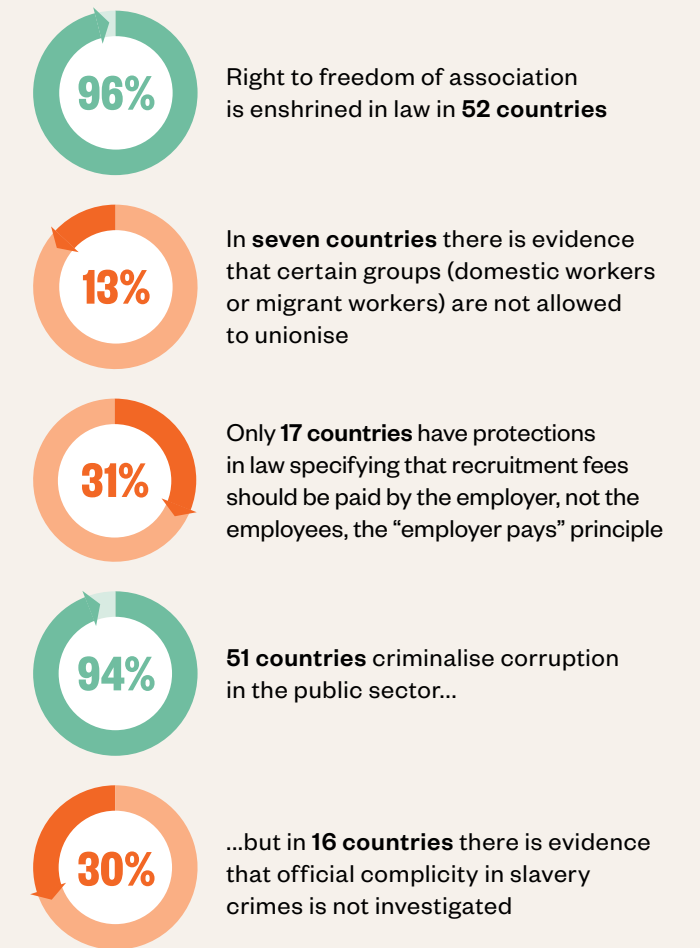 96%
Right to freedom of association
is enshrined in law in 52 countries
13%
In seven countries there is evidence
that certain groups (domestic workers
or migrant workers) are not allowed
to unionise
31%
Only 17 countries have protections
in law specifying that recruitment fees
should be paid by the employer, not the
employees, the “employer pays” principle
94%
51 countries criminalise corruption
in the public sector...
30%
...but in 16 countries there is evidence
that official complicity in slavery
crimes is not investigated